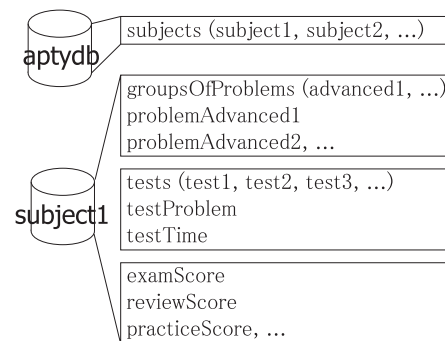 aptydb
subjects (subject1, subject2, ...)
subject1
groupsOfProblems (advanced1, ...)
problemAdvanced1
problemAdvanced2, ...
tests (test1, test2, test3, ...)
testProblem
testTime
examScore
reviewScore
practiceScore, ...